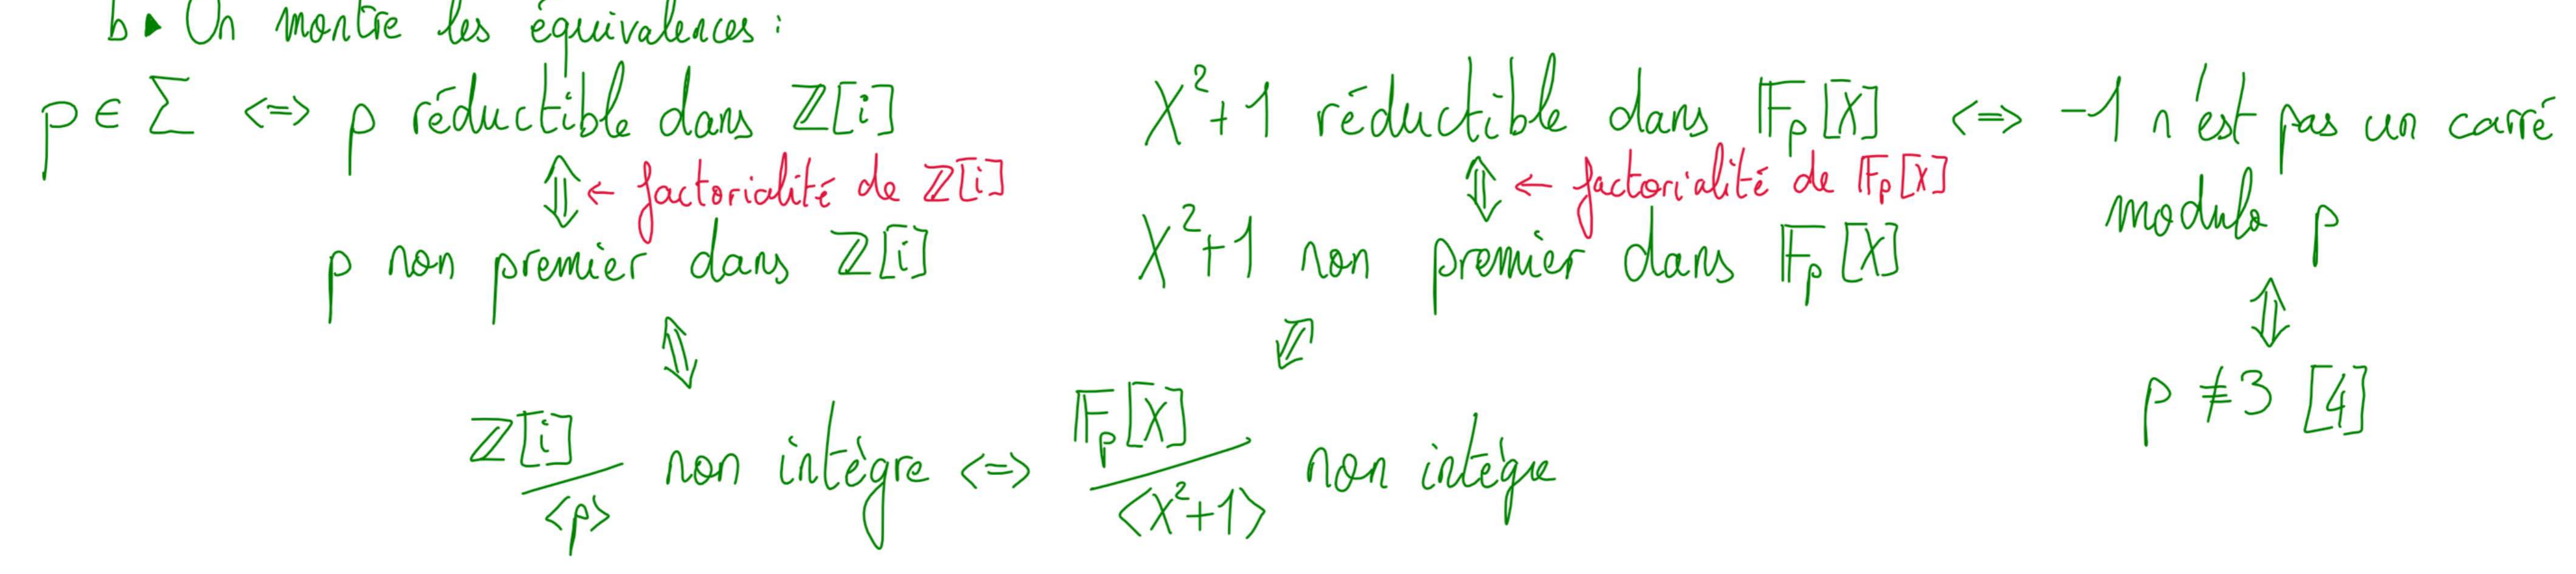 b ▸ On montre les équivalences :
p ∈ Σ <=> p réductible dans ℤ[i] X²+1 réductible dans 𝔽p[X] <=> -1 n'est pas un carré
⇕ ← factorialité de ℤ[i] ⇕ ← factorialité de 𝔽p[X] modulo p
p non premier dans ℤ[i] X²+1 non premier dans 𝔽p[X]
⇕ ⇕ ⇕
p ≢ 3 [4]
ℤ[i]/<p> non intègre <=> 𝔽p[X]/<X²+1> non intègre